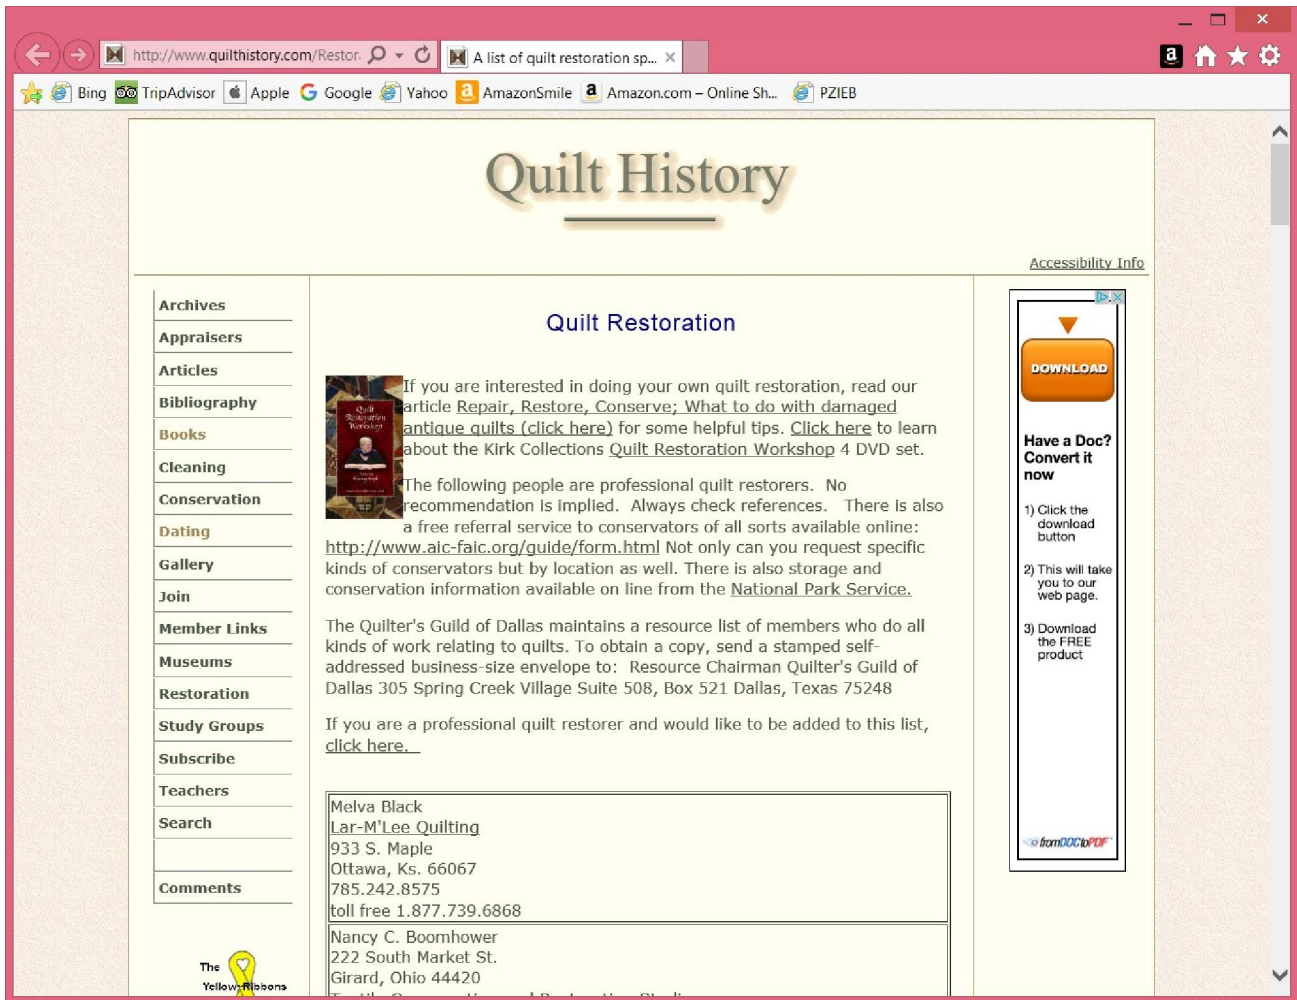 http://www.quilthistory.com/Restor
A list of quilt restoration sp...
Bing TripAdvisor Apple Google Yahoo AmazonSmile Amazon.com – Online Sh... PZIEB
Quilt History
Accessibility Info
Archives
Appraisers
Articles
Bibliography
Books
Cleaning
Conservation
Dating
Gallery
Join
Member Links
Museums
Restoration
Study Groups
Subscribe
Teachers
Search
Comments
The
Yellow Ribbons
Quilt Restoration
Quilt
Restoration
Workshop
If you are interested in doing your own quilt restoration, read our
article Repair, Restore, Conserve; What to do with damaged
antique quilts (click here) for some helpful tips. Click here to learn
about the Kirk Collections Quilt Restoration Workshop 4 DVD set.
The following people are professional quilt restorers.  No
recommendation is implied.  Always check references.   There is also
a free referral service to conservators of all sorts available online:
http://www.aic-faic.org/guide/form.html Not only can you request specific
kinds of conservators but by location as well. There is also storage and
conservation information available on line from the National Park Service.
The Quilter's Guild of Dallas maintains a resource list of members who do all
kinds of work relating to quilts. To obtain a copy, send a stamped self-
addressed business-size envelope to:  Resource Chairman Quilter's Guild of
Dallas 305 Spring Creek Village Suite 508, Box 521 Dallas, Texas 75248
If you are a professional quilt restorer and would like to be added to this list,
click here.
Melva Black
Lar-M'Lee Quilting
933 S. Maple
Ottawa, Ks. 66067
785.242.8575
toll free 1.877.739.6868
Nancy C. Boomhower
222 South Market St.
Girard, Ohio 44420
DOWNLOAD
Have a Doc?
Convert it
now
1) Click the
download
button
2) This will take
you to our
web page.
3) Download
the FREE
product
fromDOCtoPDF